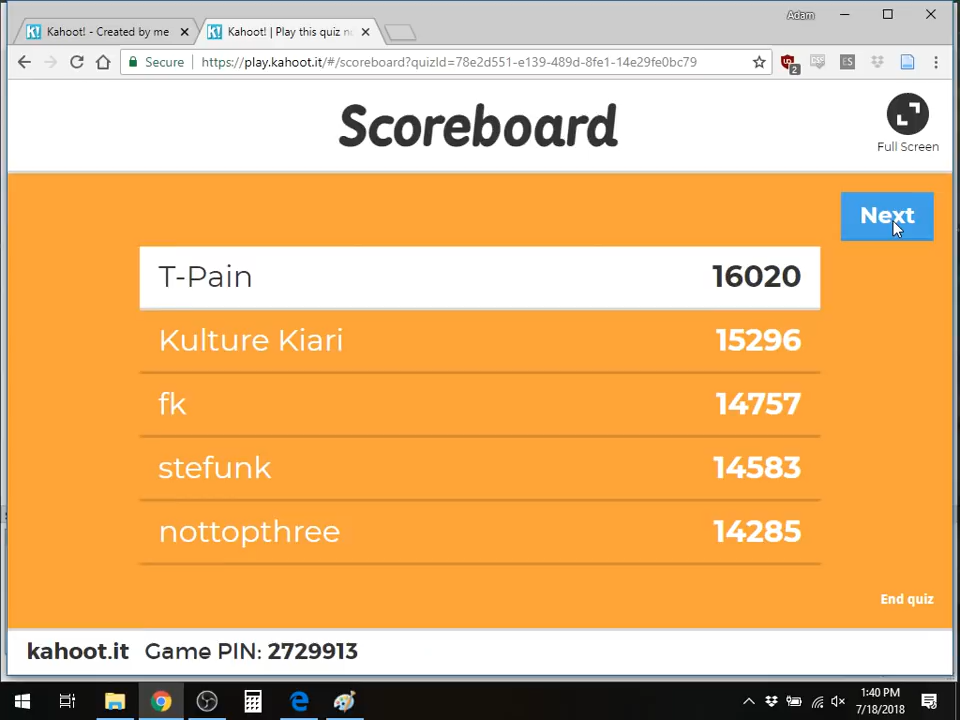 Adam
Kahoot! - Created by me
Kahoot! | Play this quiz n
Secure
https://play.kahoot.it/#/scoreboard?quizId=78e2d551-e139-489d-8fe1-14e29fe0bc79
2
ES
Scoreboard
Full Screen
Next
T-Pain 16020
Kulture Kiari 15296
fk 14757
stefunk 14583
nottopthree 14285
End quiz
kahoot.it Game PIN: 2729913
1:40 PM
7/18/2018